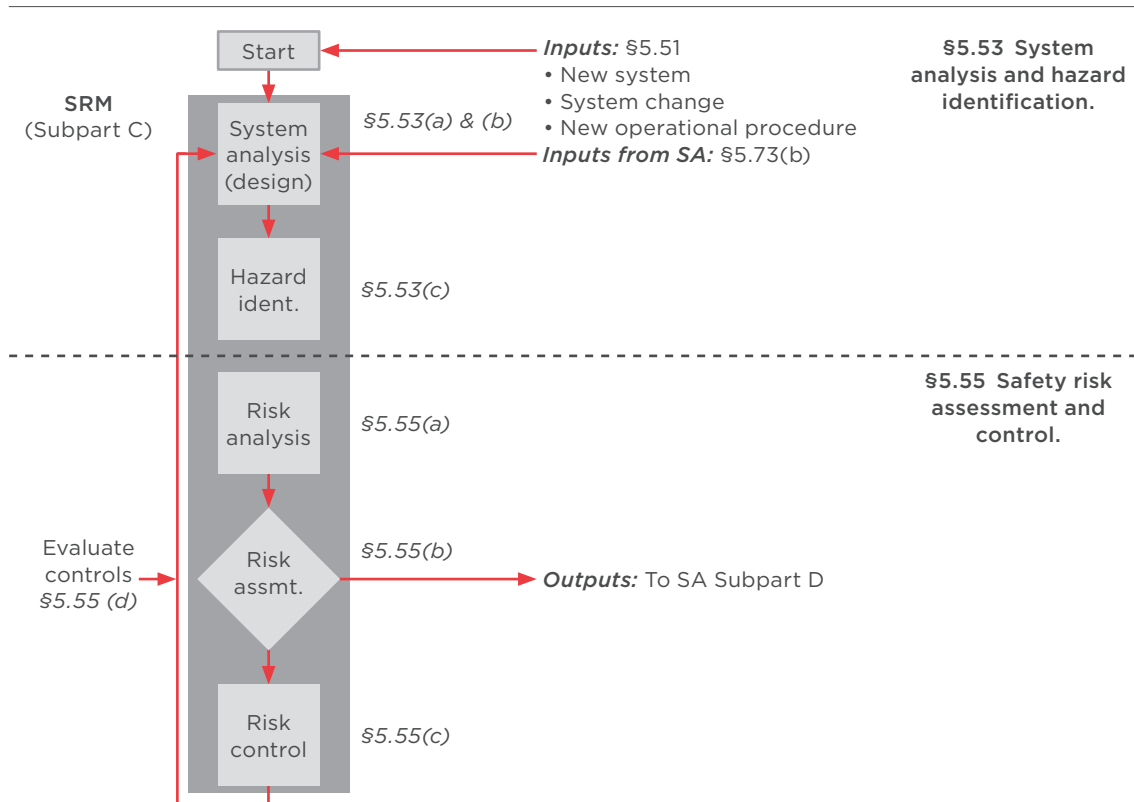 Start
Inputs: §5.51
• New system
• System change
• New operational procedure
Inputs from SA: §5.73(b)
§5.53 System
analysis and hazard
identification.
SRM
(Subpart C)
System
analysis
(design)
§5.53(a) & (b)
Hazard
ident.
§5.53(c)
§5.55 Safety risk
assessment and
control.
Risk
analysis
§5.55(a)
Evaluate
controls
§5.55 (d)
Risk
assmt.
§5.55(b)
Outputs: To SA Subpart D
Risk
control
§5.55(c)